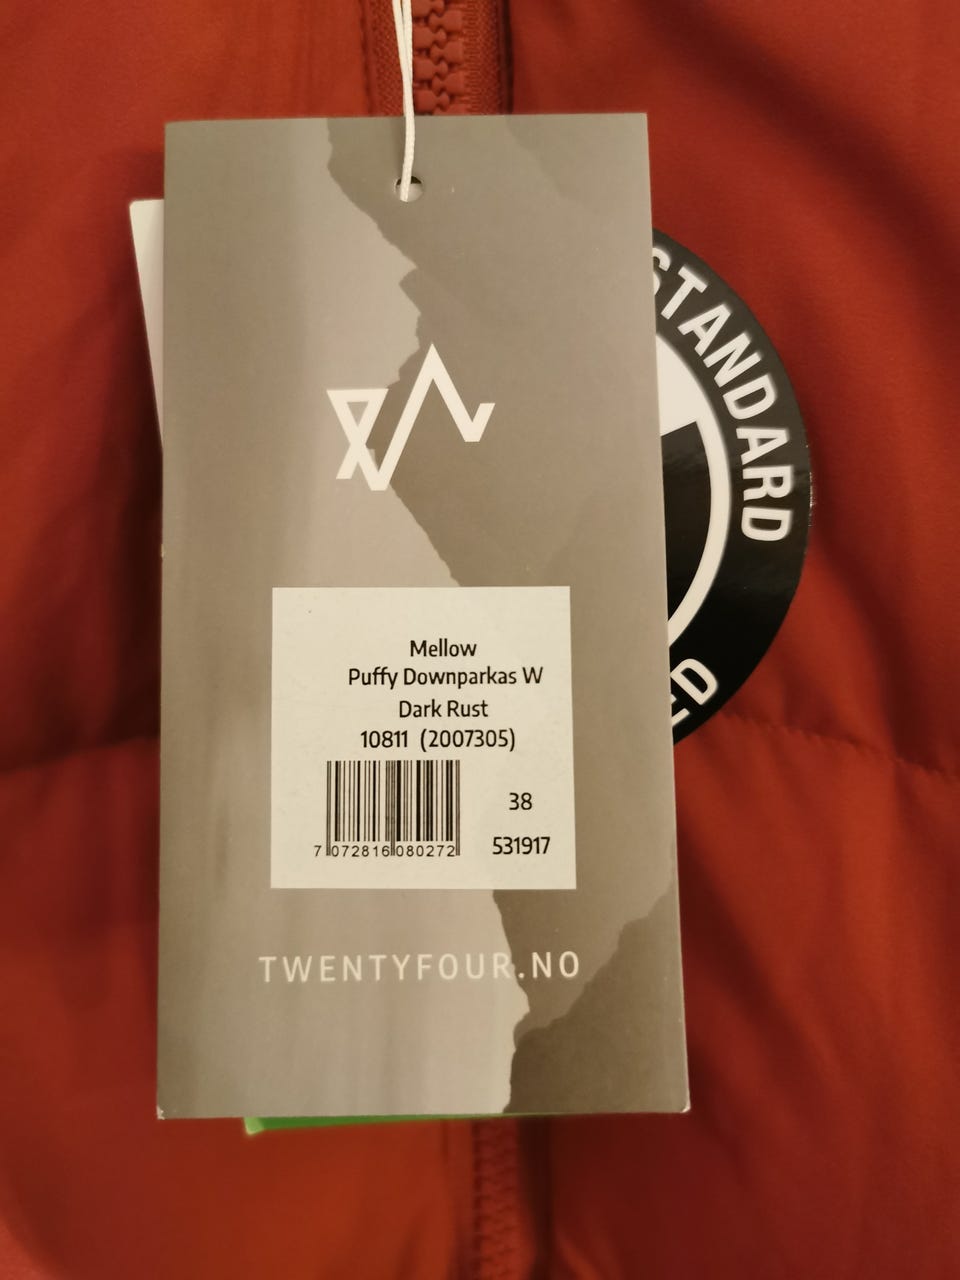 STANDARD
Mellow
Puffy Downparkas W
Dark Rust
10811 (2007305)
38
7 072816 080272
531917
TWENTYFOUR.NO